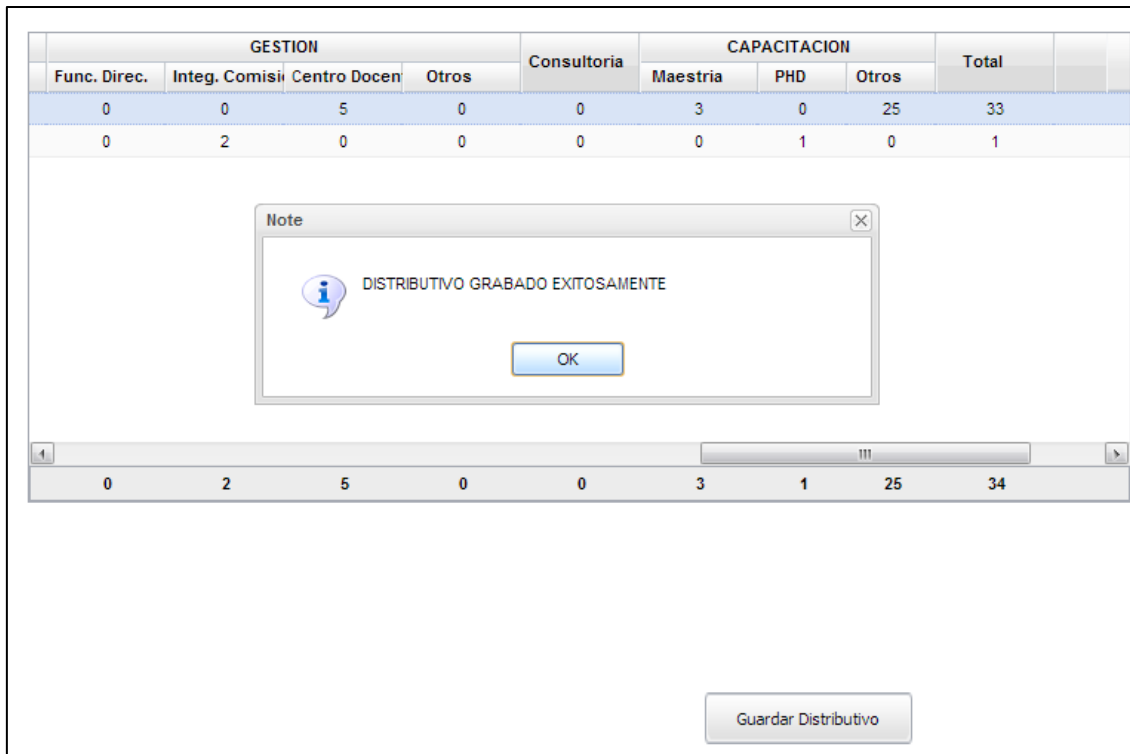 GESTION Consultoria CAPACITACION Total
Func. Direc. Integ. Comisi Centro Docen Otros Maestria PHD Otros
0 0 5 0 0 3 0 25 33
0 2 0 0 0 0 1 0 1
Note
DISTRIBUTIVO GRABADO EXITOSAMENTE
OK
0 2 5 0 0 3 1 25 34
Guardar Distributivo